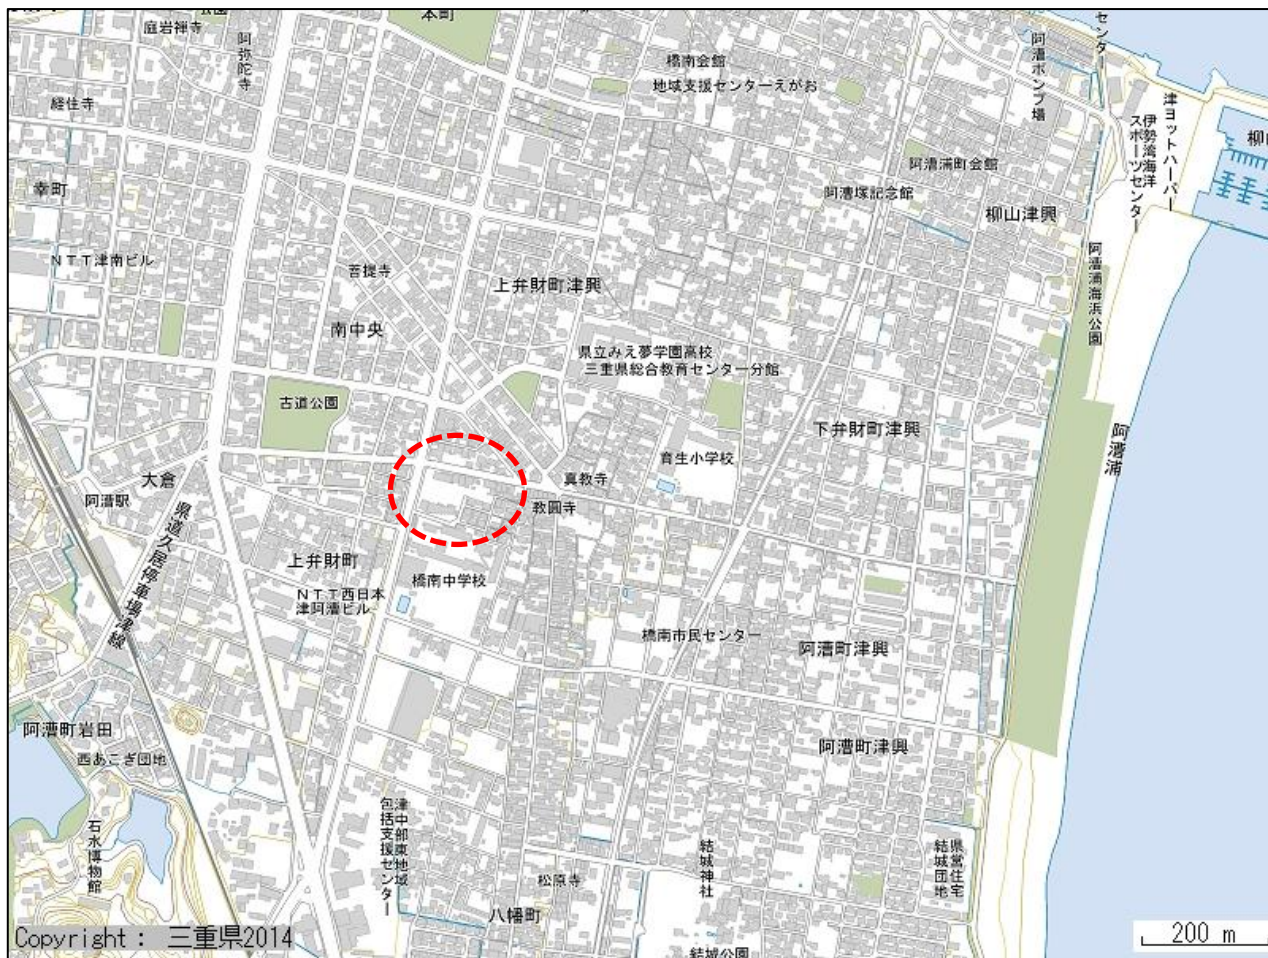 本町
庭岩禅寺
阿弥陀寺
経住寺
橋南会館
地域支援センターえがお
阿漕ポンプ場
センター
津ヨットハーバー
伊勢湾海洋
スポーツセンター
阿漕浦町会館
阿漕塚記念館
柳山津興
幸町
NTT津南ビル
菩提寺
上弁財町津興
阿漕浦海浜公園
南中央
県立みえ夢学園高校
三重県総合教育センター分館
古道公園
下弁財町津興
阿漕浦
大倉
阿漕駅
育生小学校
真教寺
教圓寺
県道久居停車場津線
上弁財町
橋南中学校
NTT西日本
津阿漕ビル
橋南市民センター
阿漕町津興
阿漕町岩田
西あこぎ団地
阿漕町津興
石水博物館
津中部東地域
包括支援センター
結城神社
県営住宅
結城団地
松原寺
八幡町
結城公園
Copyright : 三重県2014
200 m